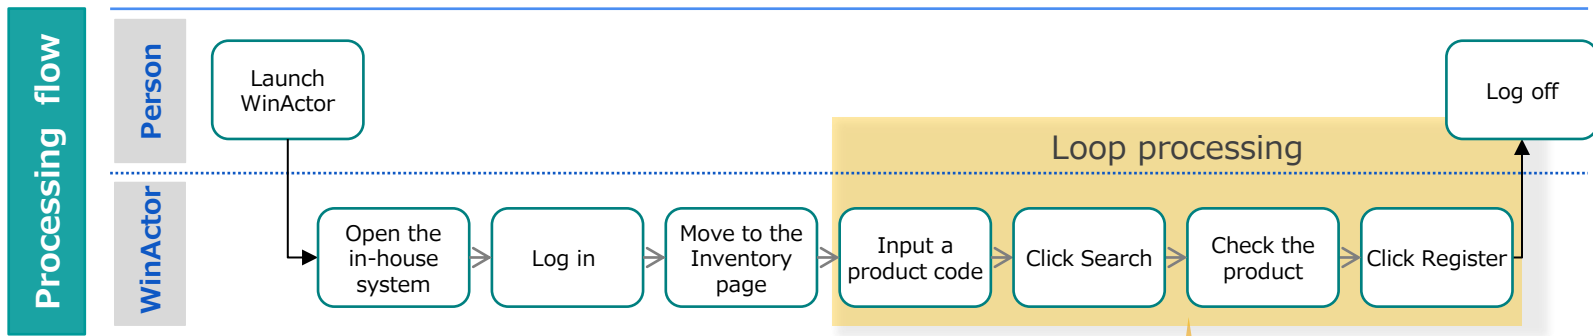 Processing flow
Person
Launch
WinActor
Log off
Loop processing
WinActor
Open the
in-house
system
Log in
Move to the
Inventory
page
Input a
product code
Click Search
Check the
product
Click Register